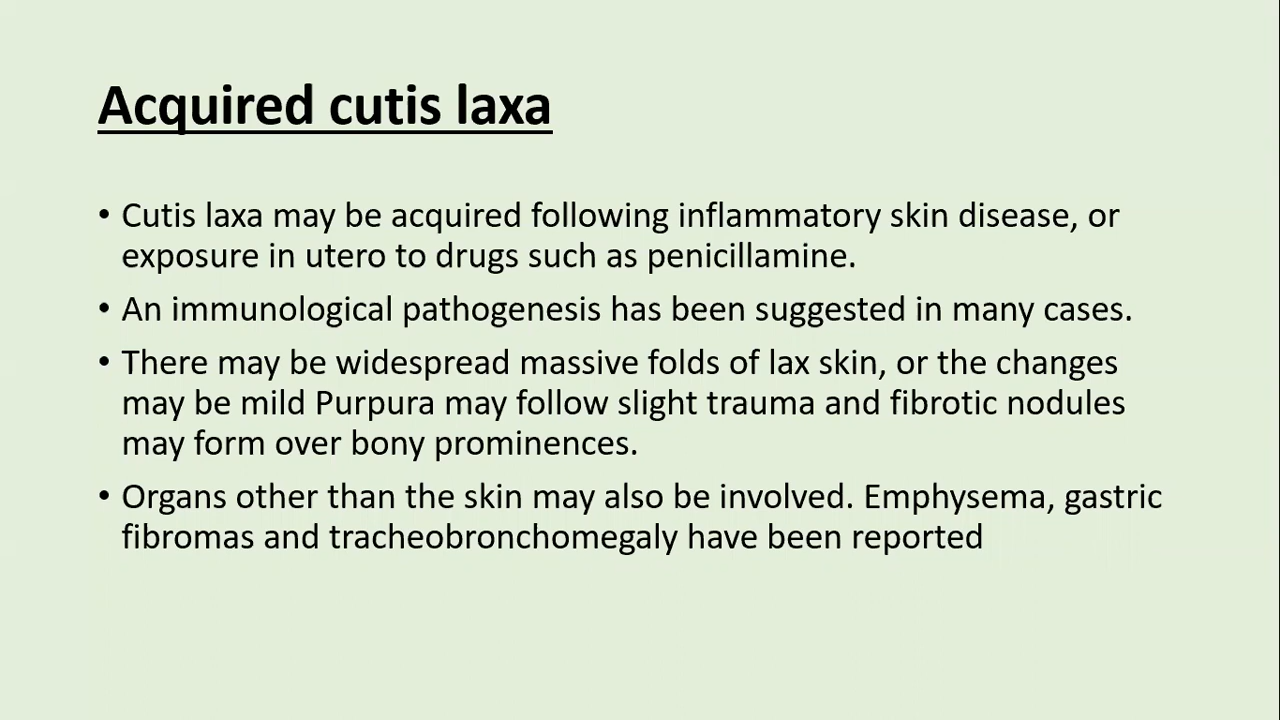 Acquired cutis laxa
• Cutis laxa may be acquired following inflammatory skin disease, or
exposure in utero to drugs such as penicillamine.
• An immunological pathogenesis has been suggested in many cases.
• There may be widespread massive folds of lax skin, or the changes
may be mild Purpura may follow slight trauma and fibrotic nodules
may form over bony prominences.
• Organs other than the skin may also be involved. Emphysema, gastric
fibromas and tracheobronchomegaly have been reported